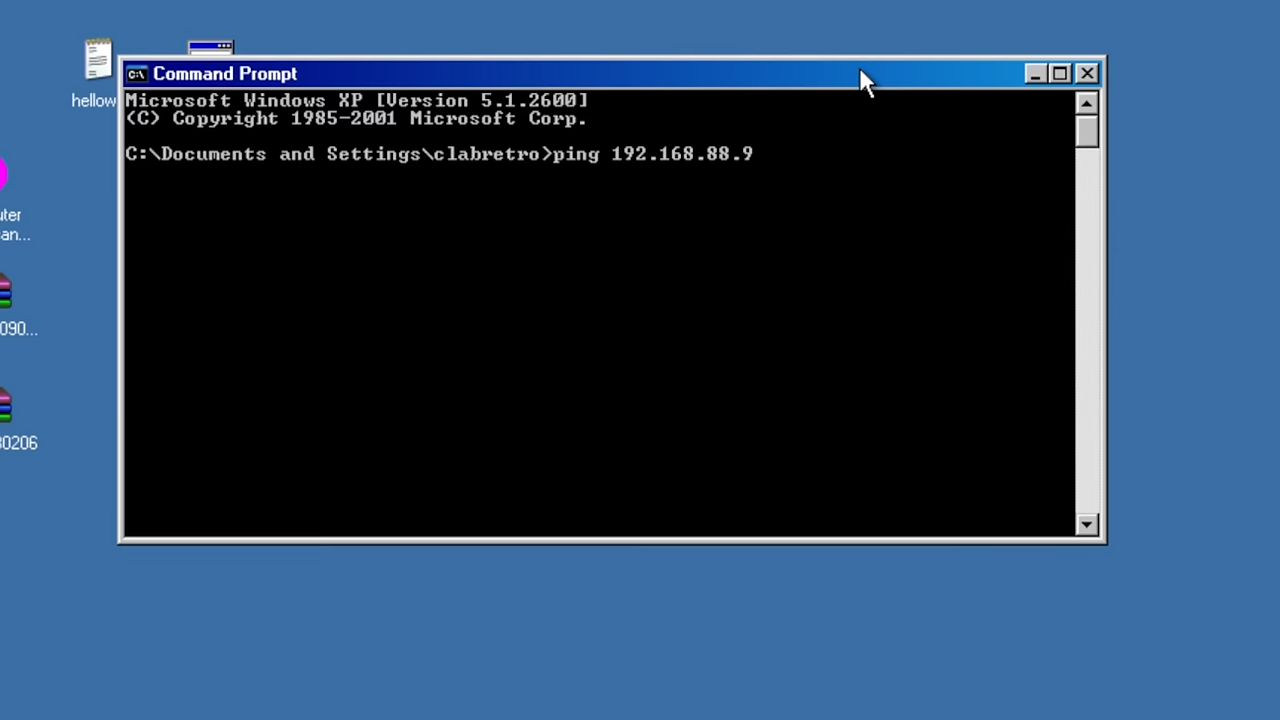 Command Prompt
hellow
Microsoft Windows XP [Version 5.1.2600]
(C) Copyright 1985-2001 Microsoft Corp.
C:\Documents and Settings\clabretro>ping 192.168.88.9
uter
an...
090...
30206